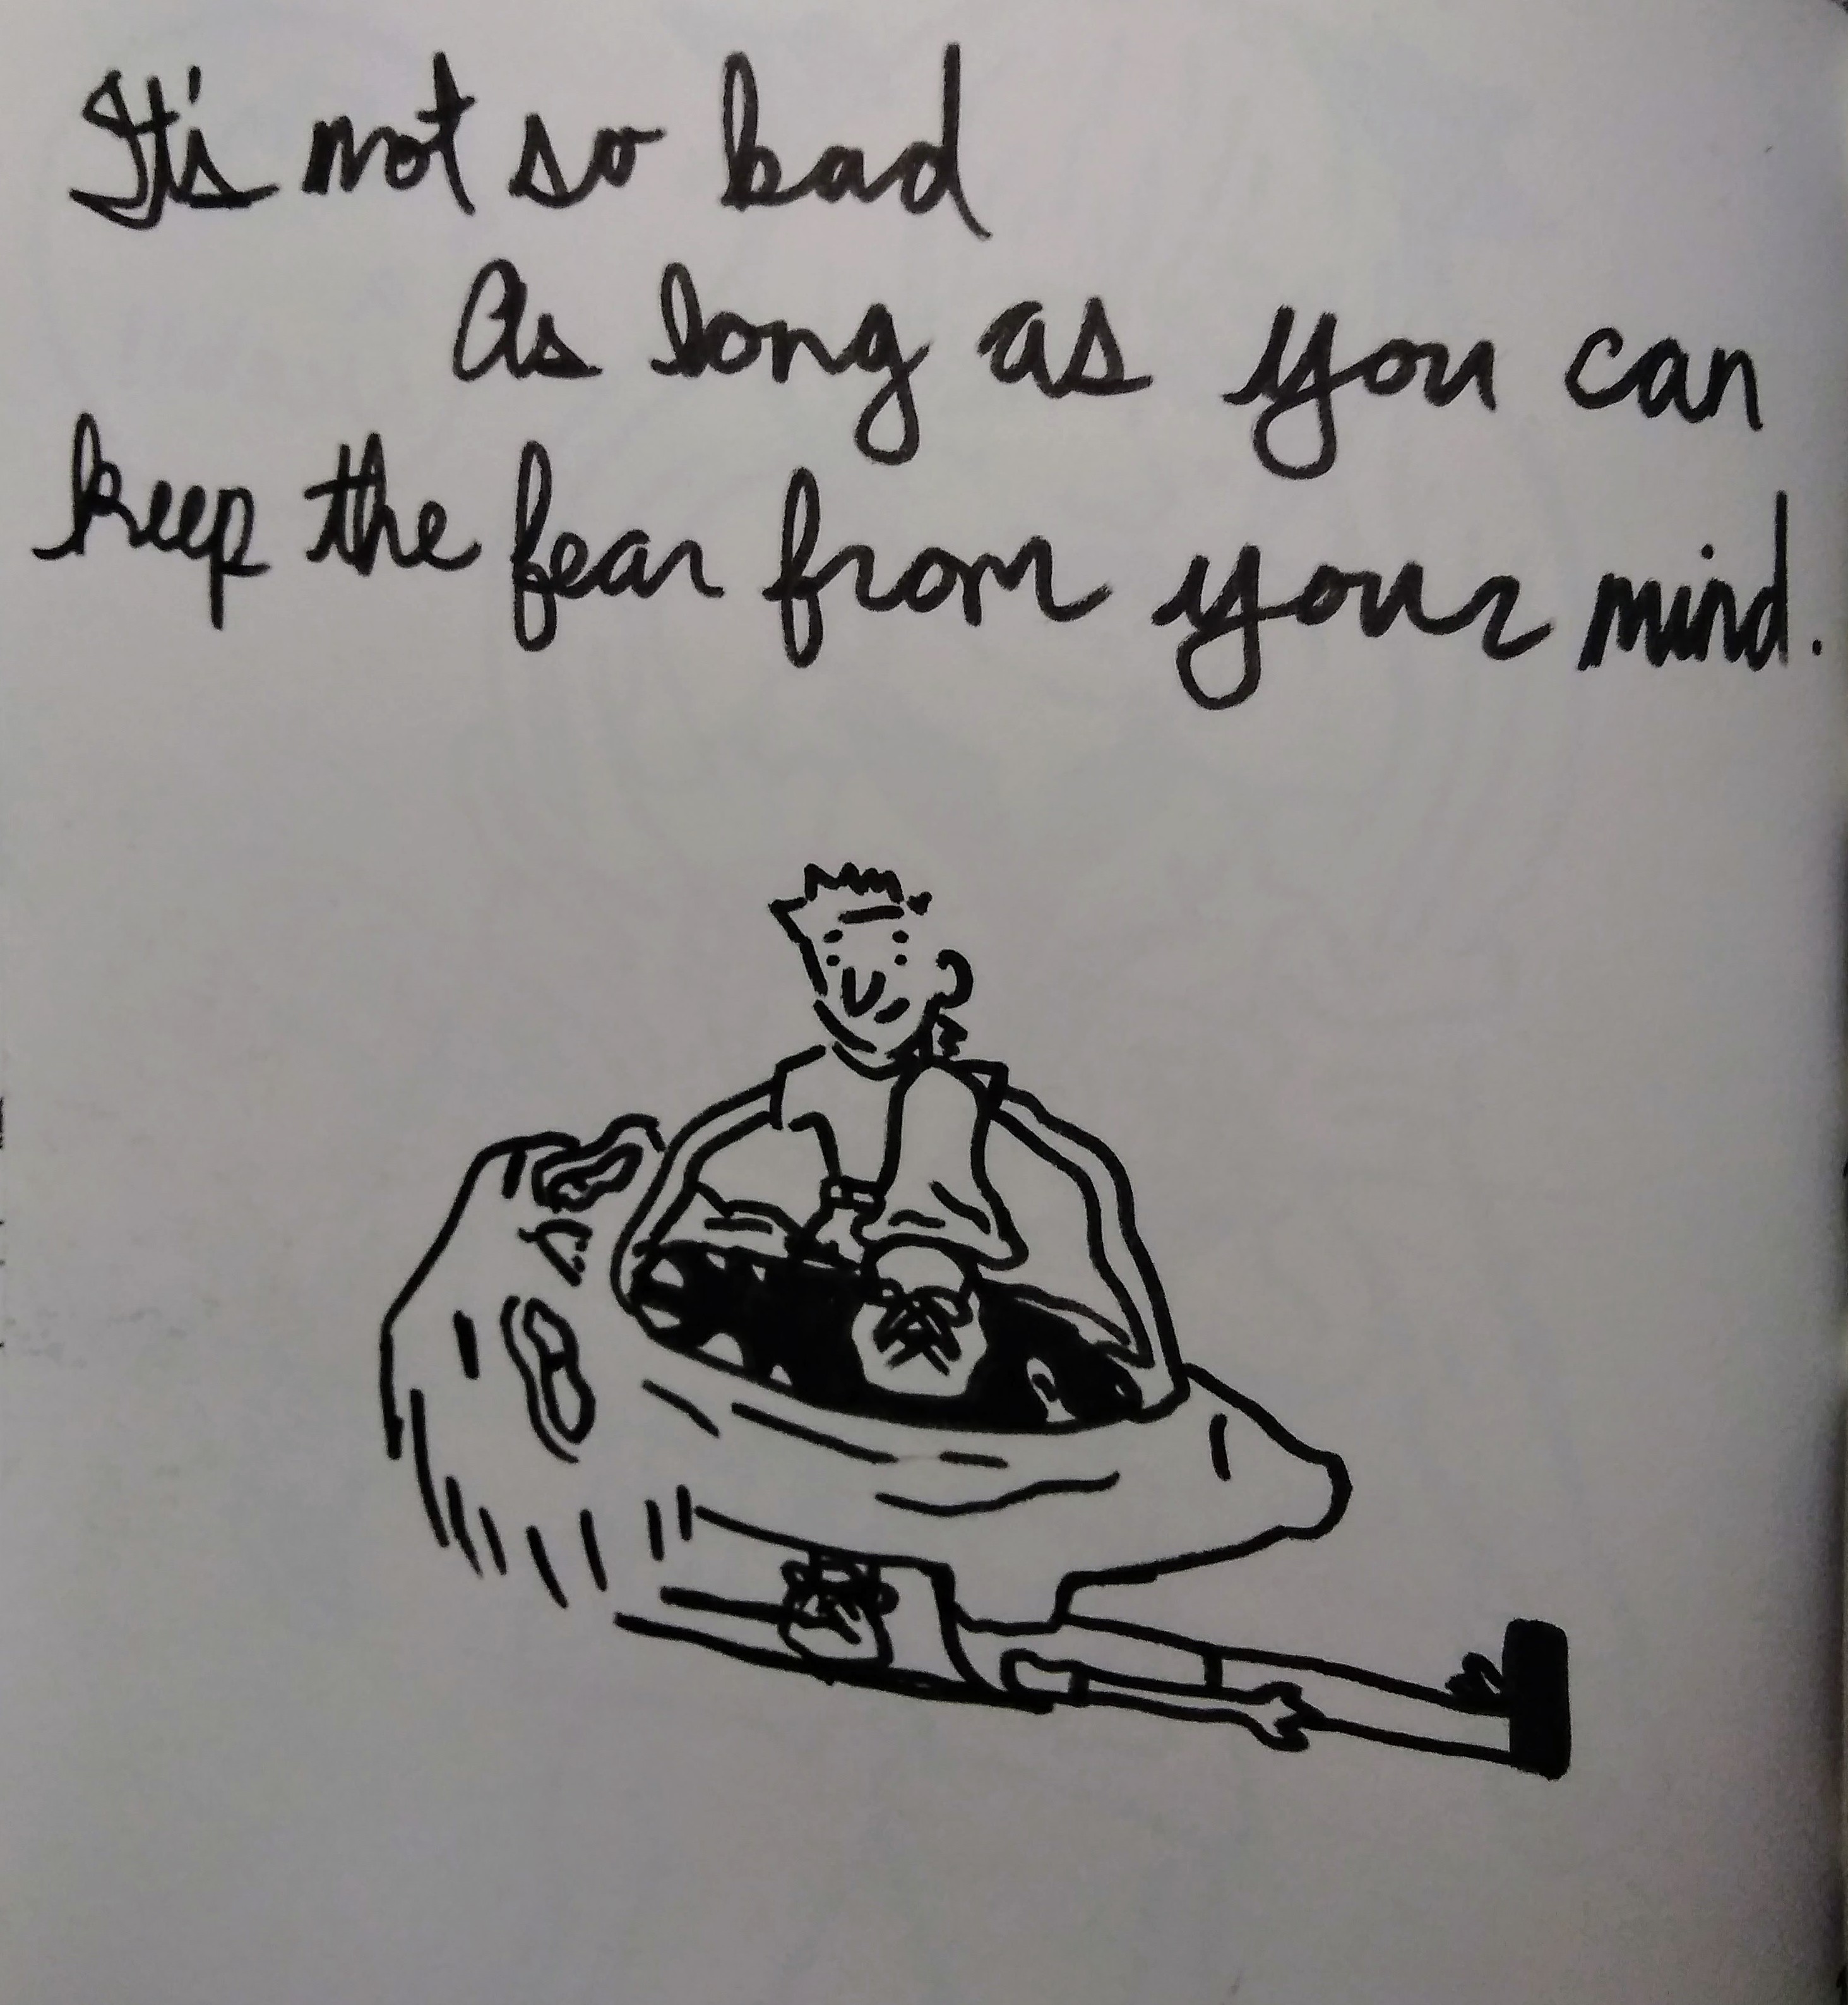 It's not so bad
As long as you can
keep the fear from your mind.